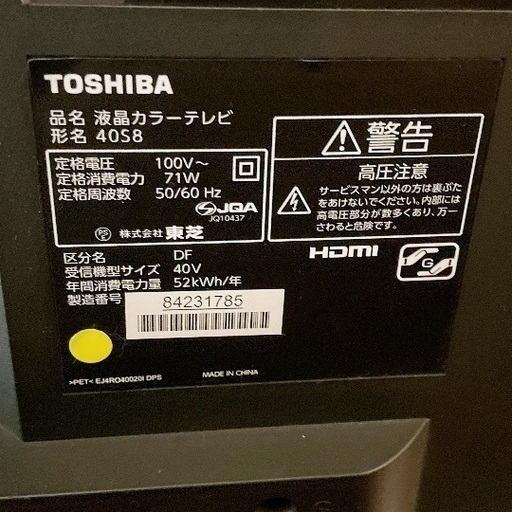 TOSHIBA
品名 液晶カラーテレビ
形名 40S8
定格電圧 100V～
定格消費電力 71W
定格周波数 50/60 Hz
JQA
JQ10437
PS
E
株式会社 東芝
警告
高圧注意
サービスマン以外の方は裏ぶた
をあけないでください。内部には
高電圧部分が数多くあり、万一
さわると危険です。
区分名 DF
受信機型サイズ 40V
年間消費電力量 52kWh/年
製造番号 84231785
HDMI
G
>PET< EJ4RO40020I DPS
MADE IN CHINA